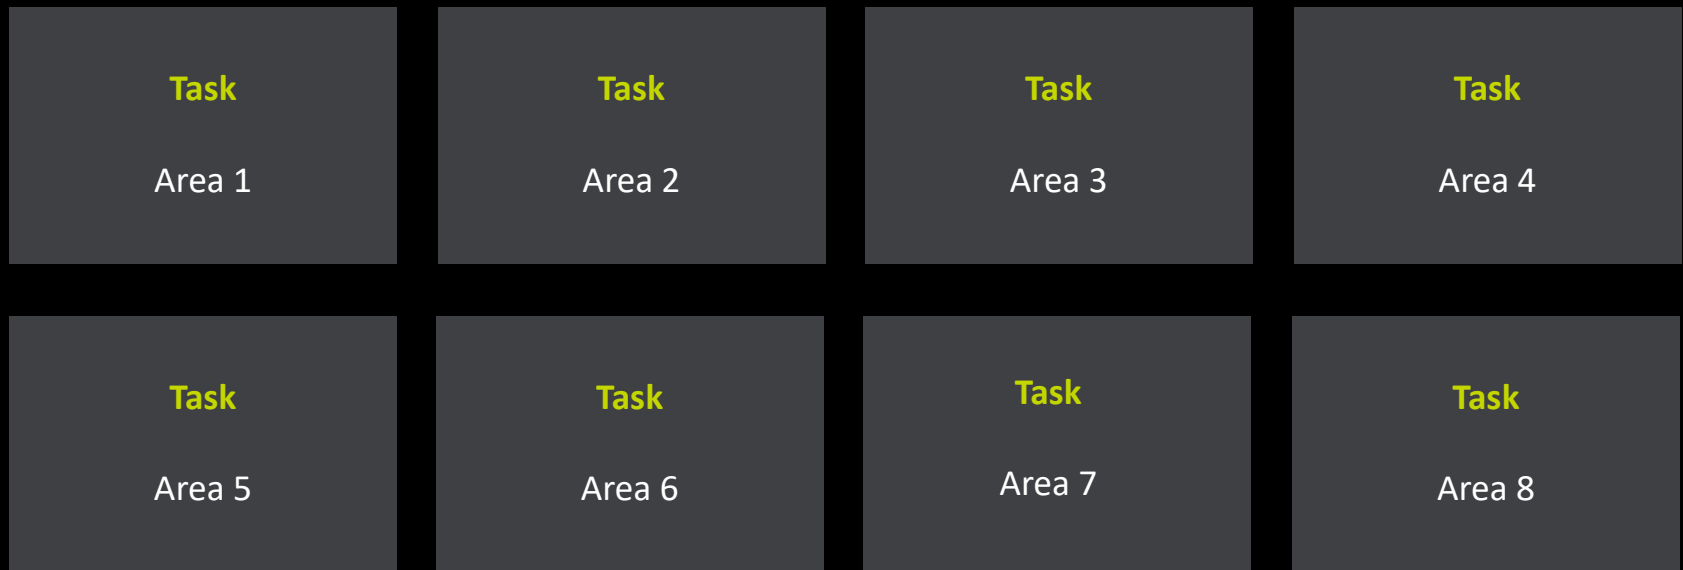 Task
Area 1
Task
Area 2
Task
Area 3
Task
Area 4
Task
Area 5
Task
Area 6
Task
Area 7
Task
Area 8